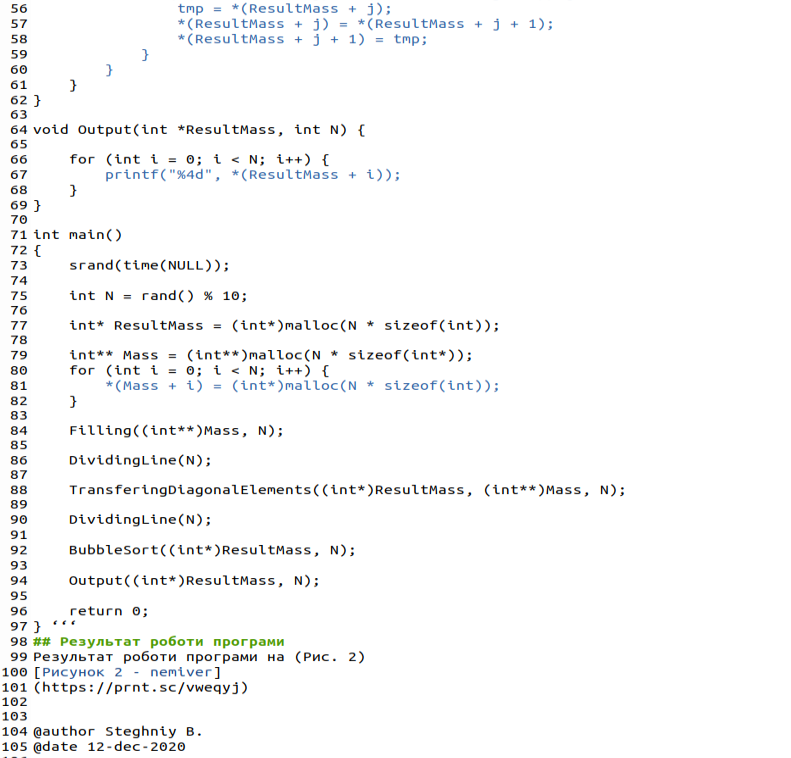 56                 tmp = *(ResultMass + j);
57                 *(ResultMass + j) = *(ResultMass + j + 1);
58                 *(ResultMass + j + 1) = tmp;
59             }
60         }
61     }
62 }
63
64 void Output(int *ResultMass, int N) {
65
66     for (int i = 0; i < N; i++) {
67         printf("%4d", *(ResultMass + i));
68     }
69 }
70
71 int main()
72 {
73     srand(time(NULL));
74
75     int N = rand() % 10;
76
77     int* ResultMass = (int*)malloc(N * sizeof(int));
78
79     int** Mass = (int**)malloc(N * sizeof(int*));
80     for (int i = 0; i < N; i++) {
81         *(Mass + i) = (int*)malloc(N * sizeof(int));
82     }
83
84     Filling((int**)Mass, N);
85
86     DividingLine(N);
87
88     TransferingDiagonalElements((int*)ResultMass, (int**)Mass, N);
89
90     DividingLine(N);
91
92     BubbleSort((int*)ResultMass, N);
93
94     Output((int*)ResultMass, N);
95
96     return 0;
97 } ‘‘‘
98 ## Результат роботи програми
99 Результат роботи програми на (Рис. 2)
100 [Рисунок 2 - nemiver]
101 (https://prnt.sc/vweqyj)
102
103
104 @author Steghniy B.
105 @date 12-dec-2020